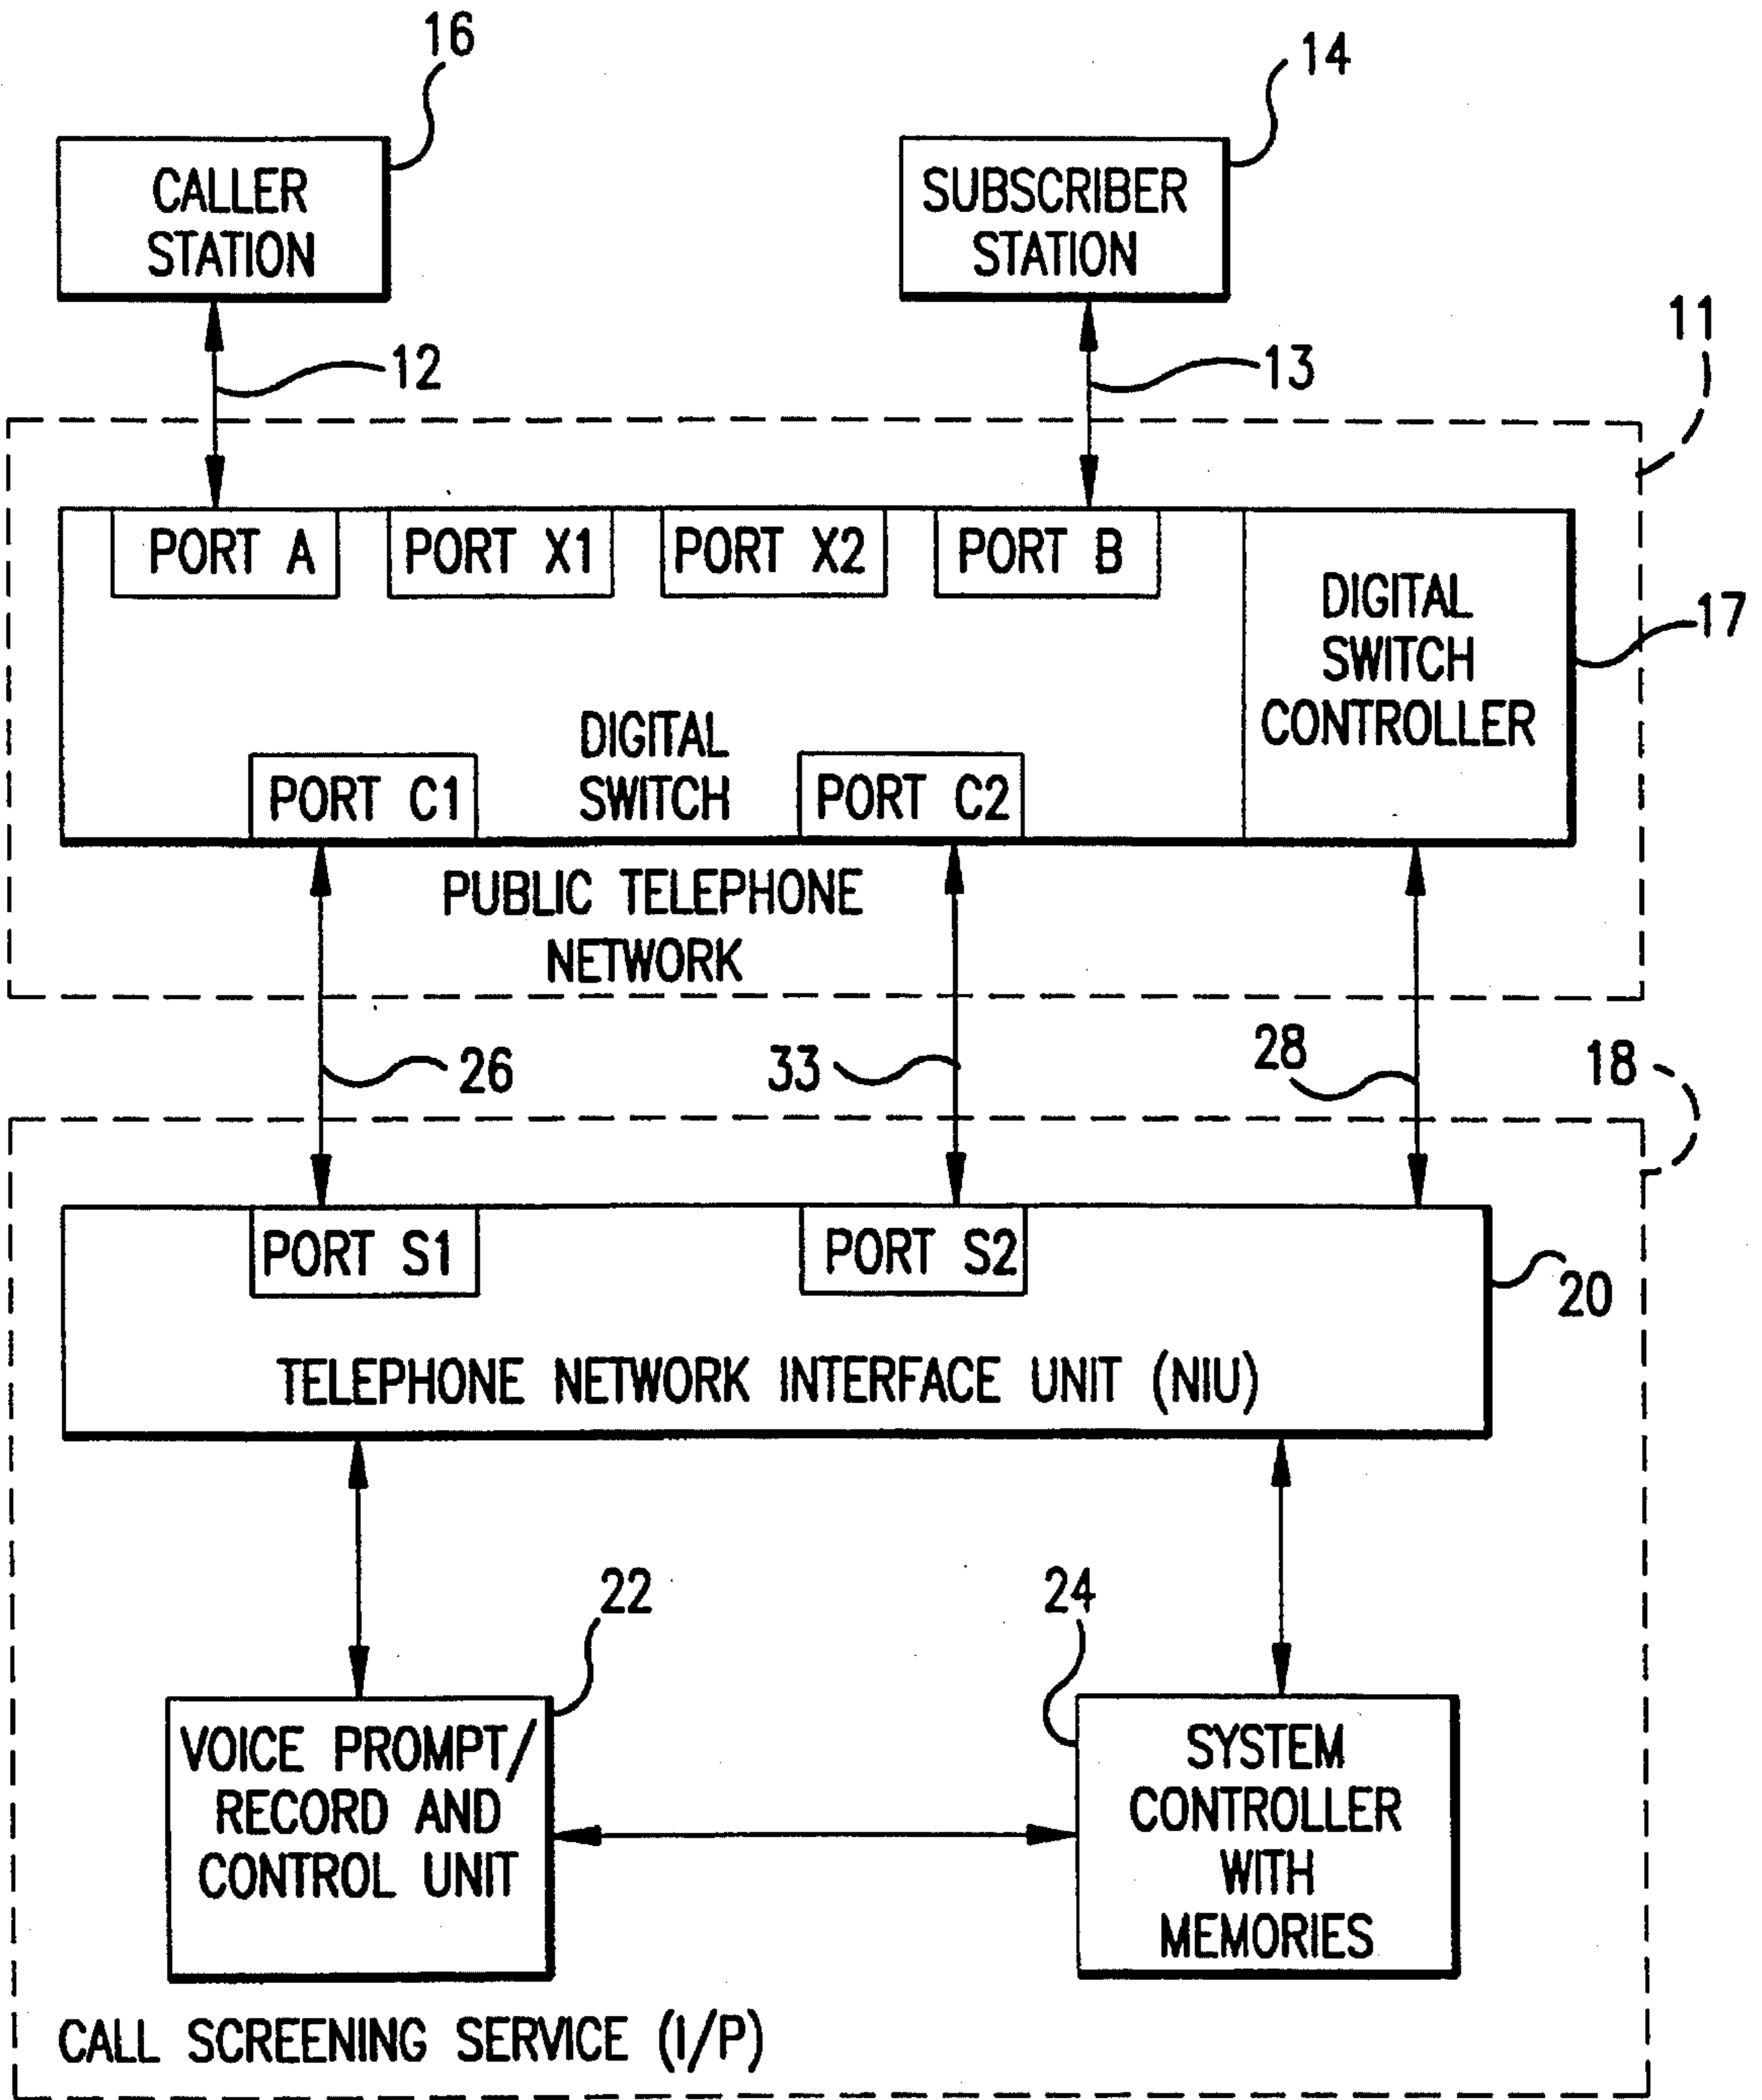 16
14
CALLER
STATION
SUBSCRIBER
STATION
11
12
13
PORT A
PORT X1
PORT X2
PORT B
DIGITAL
SWITCH
CONTROLLER
17
DIGITAL
SWITCH
PORT C1
PORT C2
PUBLIC TELEPHONE
NETWORK
26
33
28
18
PORT S1
PORT S2
20
TELEPHONE NETWORK INTERFACE UNIT (NIU)
22
24
VOICE PROMPT/
RECORD AND
CONTROL UNIT
SYSTEM
CONTROLLER
WITH
MEMORIES
CALL SCREENING SERVICE (I/P)